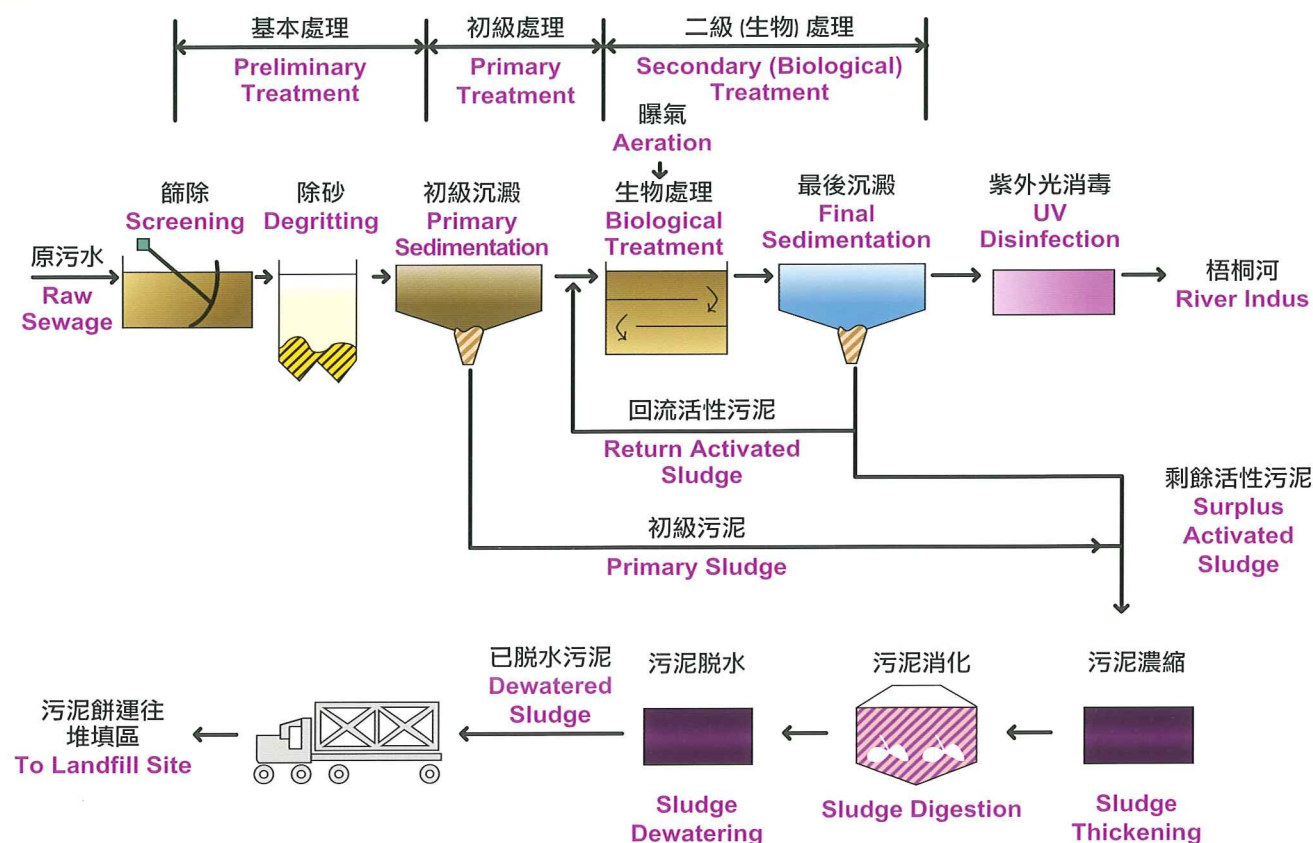 基本處理
Preliminary
Treatment
初級處理
Primary
Treatment
二級 (生物) 處理
Secondary (Biological)
Treatment
曝氣
Aeration
原污水
Raw
Sewage
篩除
Screening
除砂
Degritting
初級沉澱
Primary
Sedimentation
生物處理
Biological
Treatment
最後沉澱
Final
Sedimentation
紫外光消毒
UV
Disinfection
梧桐河
River Indus
回流活性污泥
Return Activated
Sludge
剩餘活性污泥
Surplus
Activated
Sludge
初級污泥
Primary Sludge
污泥餅運往
堆填區
To Landfill Site
已脱水污泥
Dewatered
Sludge
污泥脱水
Sludge
Dewatering
污泥消化
Sludge Digestion
污泥濃縮
Sludge
Thickening